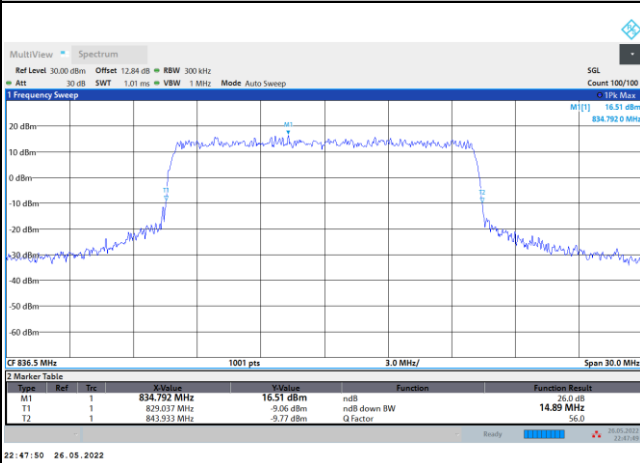 MultiView Spectrum
Ref Level 30.00 dBm Offset 12.84 dB RBW 300 kHz SGL
Att 30 dB SWT 1.01 ms VBW 1 MHz Mode Auto Sweep Count 100/100
1 Frequency Sweep 1Pk Max
M1[1] 16.51 dBm
834.792 0 MHz
M1
20 dBm
10 dBm
0 dBm
T1 T2
-10 dBm
-20 dBm
-30 dBm
-40 dBm
-50 dBm
-60 dBm
CF 836.5 MHz 1001 pts 3.0 MHz/ Span 30.0 MHz
2 Marker Table
Type Ref Trc X-Value Y-Value Function Function Result
M1 1 834.792 MHz 16.51 dBm ndB 26.0 dB
T1 1 829.037 MHz -9.06 dBm ndB down BW 14.89 MHz
T2 1 843.933 MHz -9.77 dBm Q Factor 56.0
Ready 26.05.2022
22:47:49
22:47:50 26.05.2022